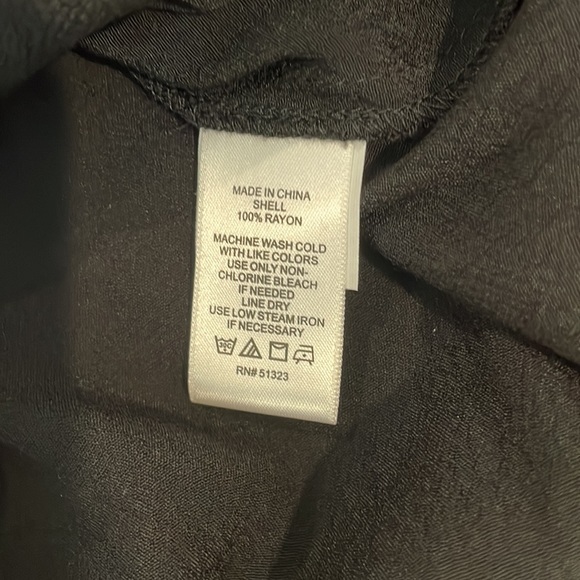 MADE IN CHINA
SHELL
100% RAYON
MACHINE WASH COLD
WITH LIKE COLORS
USE ONLY NON-
CHLORINE BLEACH
IF NEEDED
LINE DRY
USE LOW STEAM IRON
IF NECESSARY
30C
RN# 51323